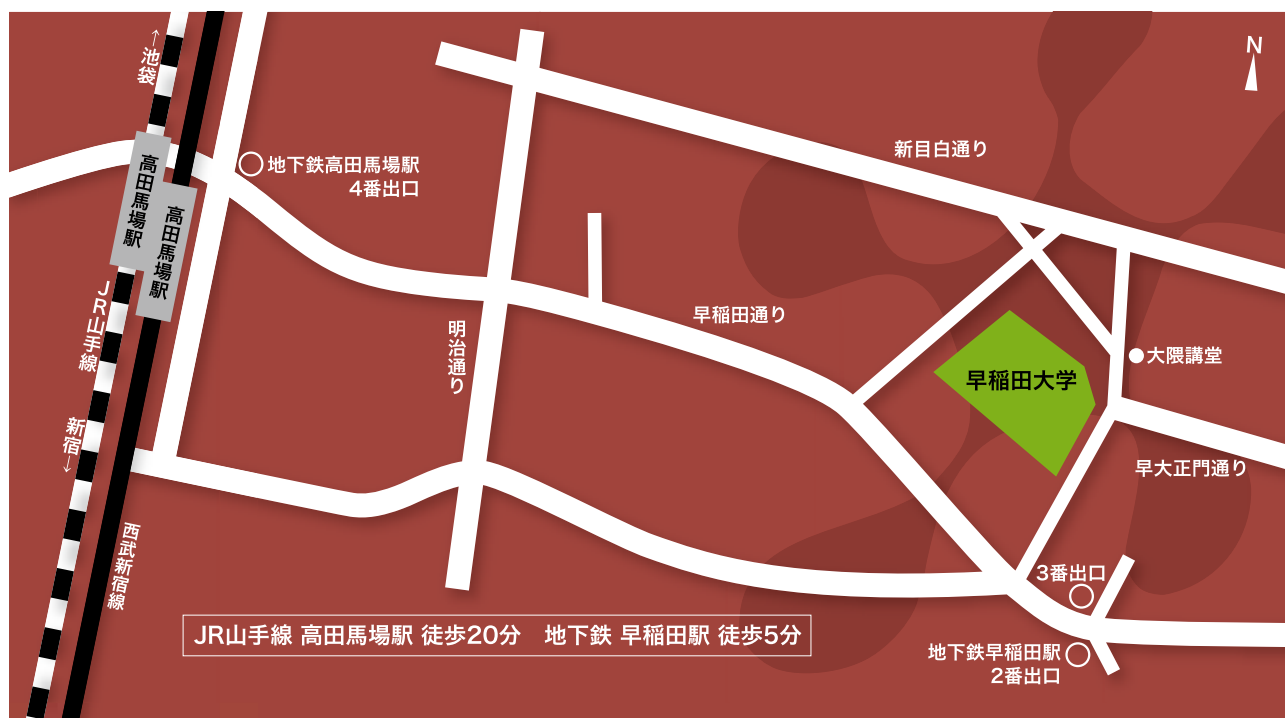 N
←池袋
新目白通り
地下鉄高田馬場駅
4番出口
高田馬場駅
高田馬場駅
JR山手線
早稲田通り
明治通り
大隈講堂
早稲田大学
新宿→
早大正門通り
西武新宿線
3番出口
JR山手線 高田馬場駅 徒歩20分 地下鉄 早稲田駅 徒歩5分
地下鉄早稲田駅
2番出口